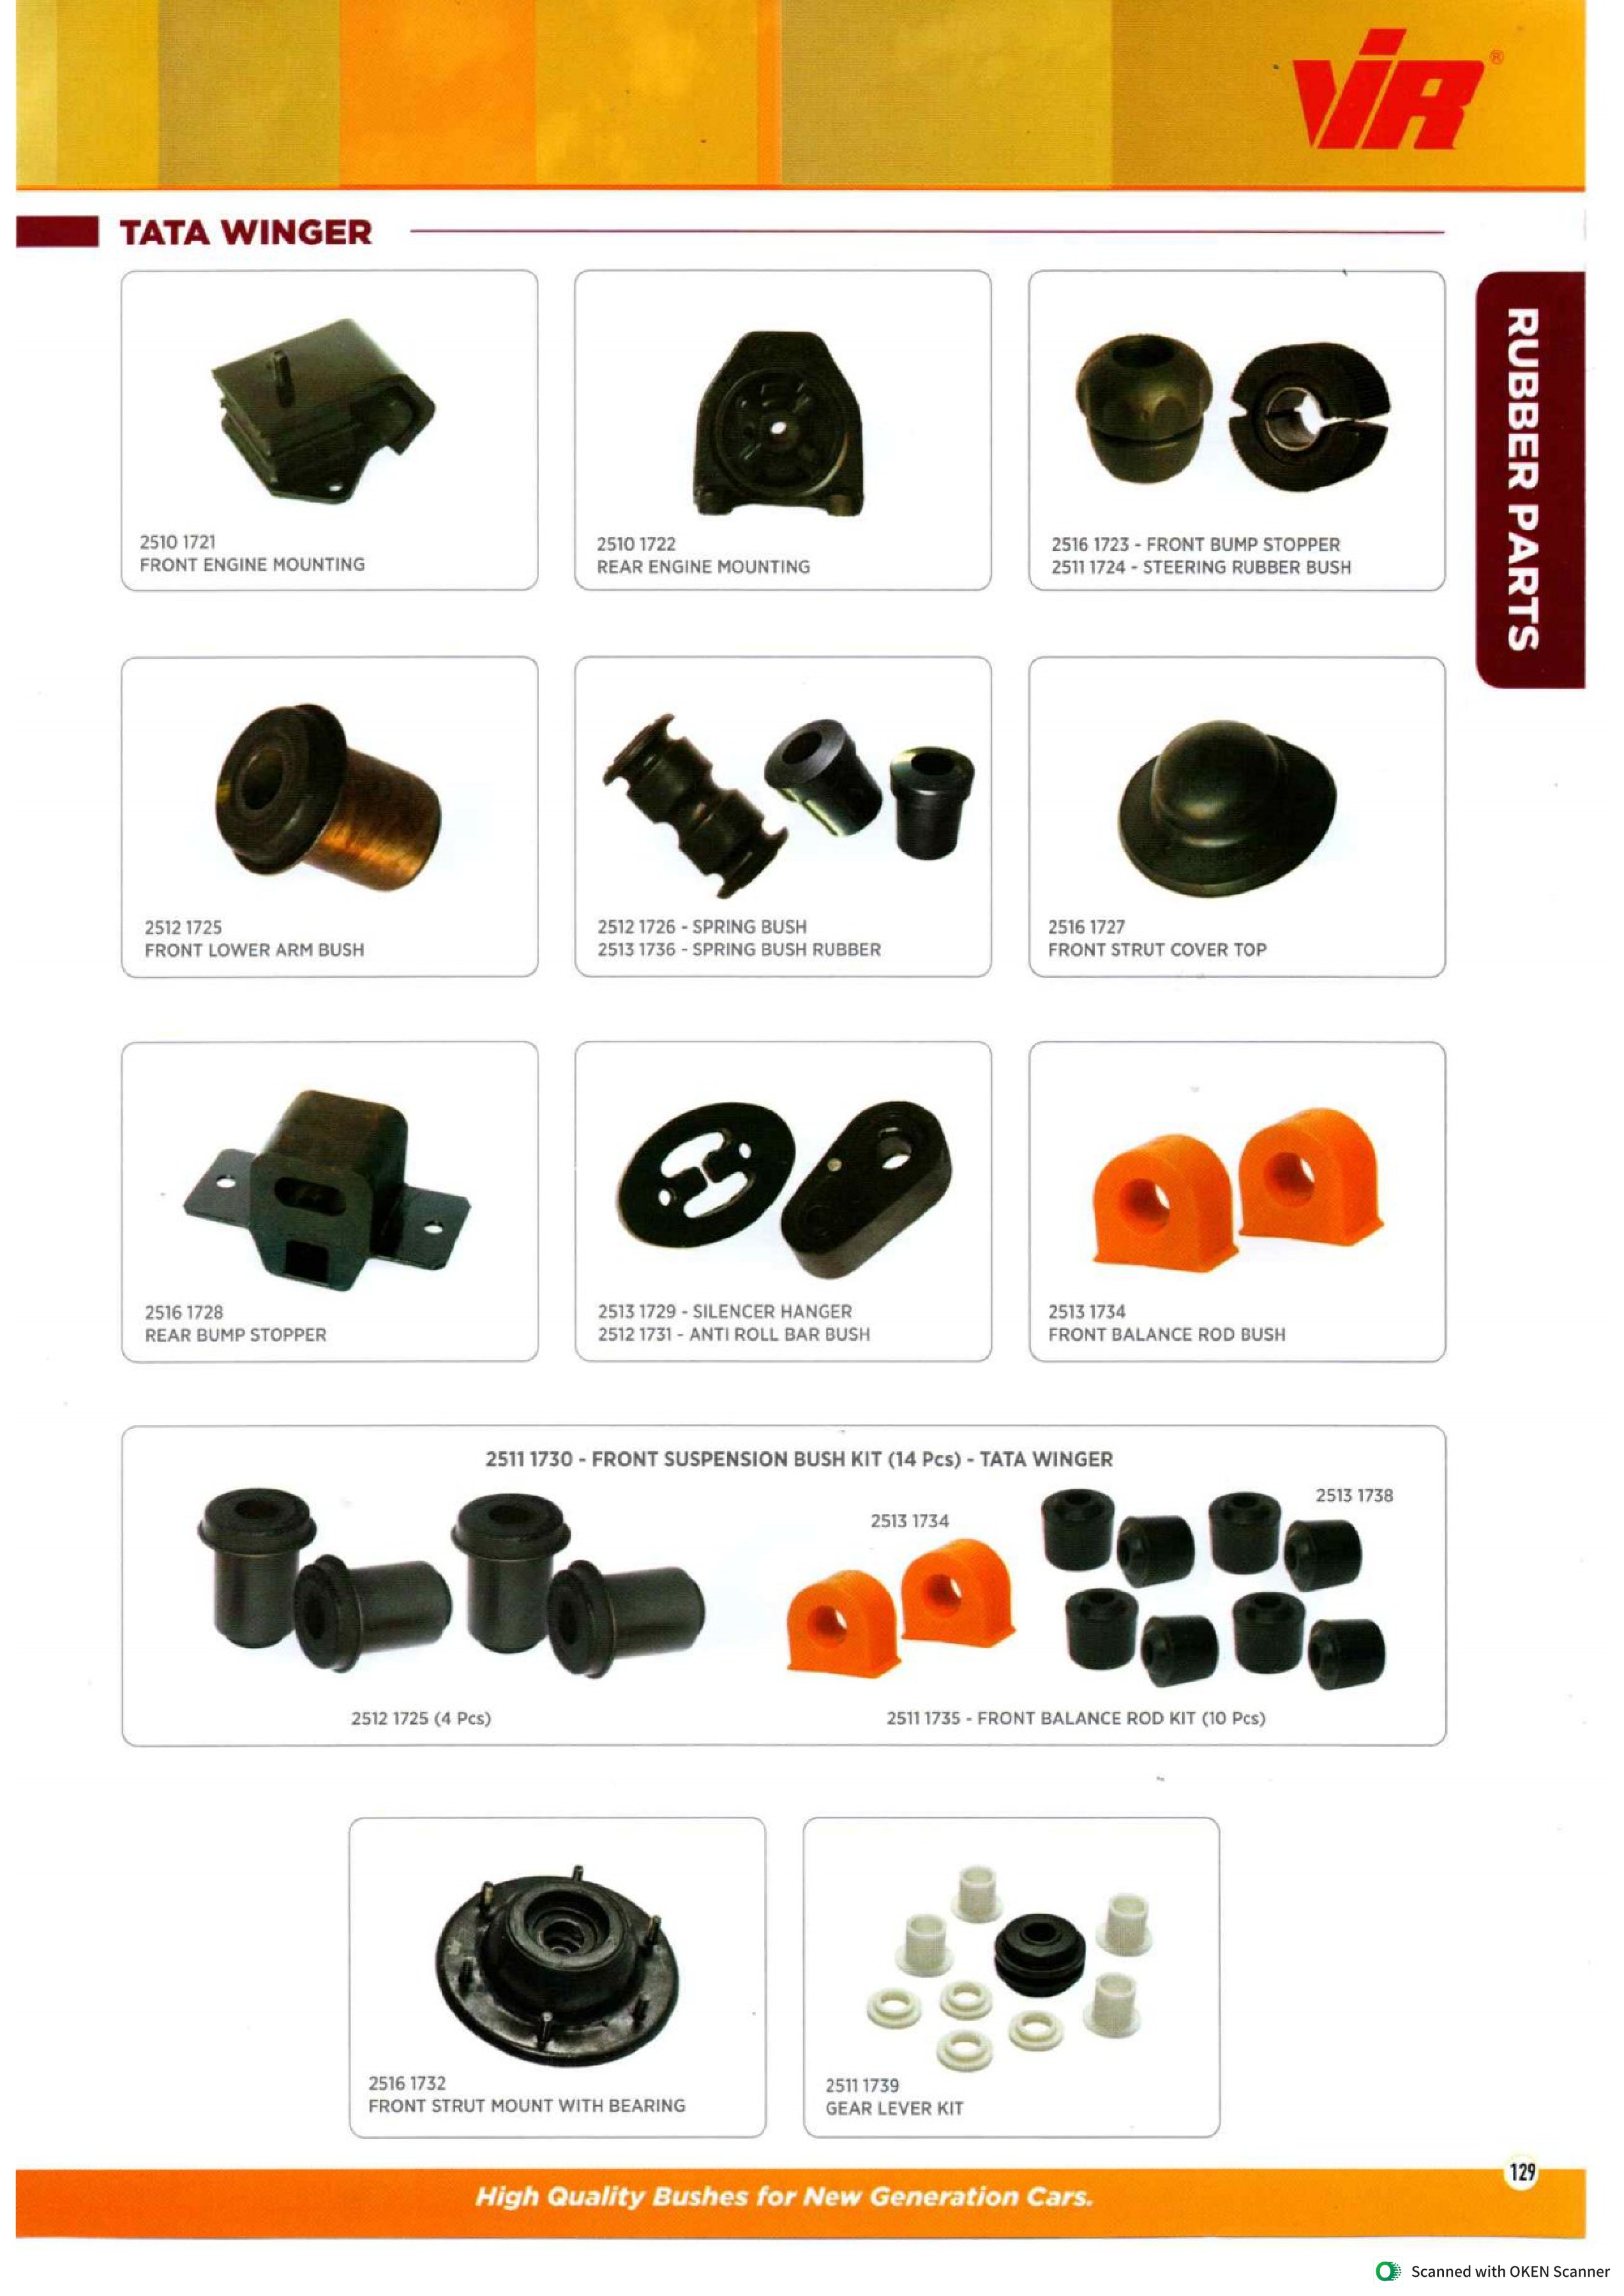 ViR®
TATA WINGER
RUBBER PARTS
2510 1721
FRONT ENGINE MOUNTING
2510 1722
REAR ENGINE MOUNTING
2516 1723 - FRONT BUMP STOPPER
2511 1724 - STEERING RUBBER BUSH
2512 1725
FRONT LOWER ARM BUSH
2512 1726 - SPRING BUSH
2513 1736 - SPRING BUSH RUBBER
2516 1727
FRONT STRUT COVER TOP
2516 1728
REAR BUMP STOPPER
2513 1729 - SILENCER HANGER
2512 1731 - ANTI ROLL BAR BUSH
2513 1734
FRONT BALANCE ROD BUSH
2511 1730 - FRONT SUSPENSION BUSH KIT (14 Pcs) - TATA WINGER
2513 1738
2513 1734
2512 1725 (4 Pcs)
2511 1735 - FRONT BALANCE ROD KIT (10 Pcs)
2516 1732
FRONT STRUT MOUNT WITH BEARING
2511 1739
GEAR LEVER KIT
129
High Quality Bushes for New Generation Cars.
Scanned with OKEN Scanner